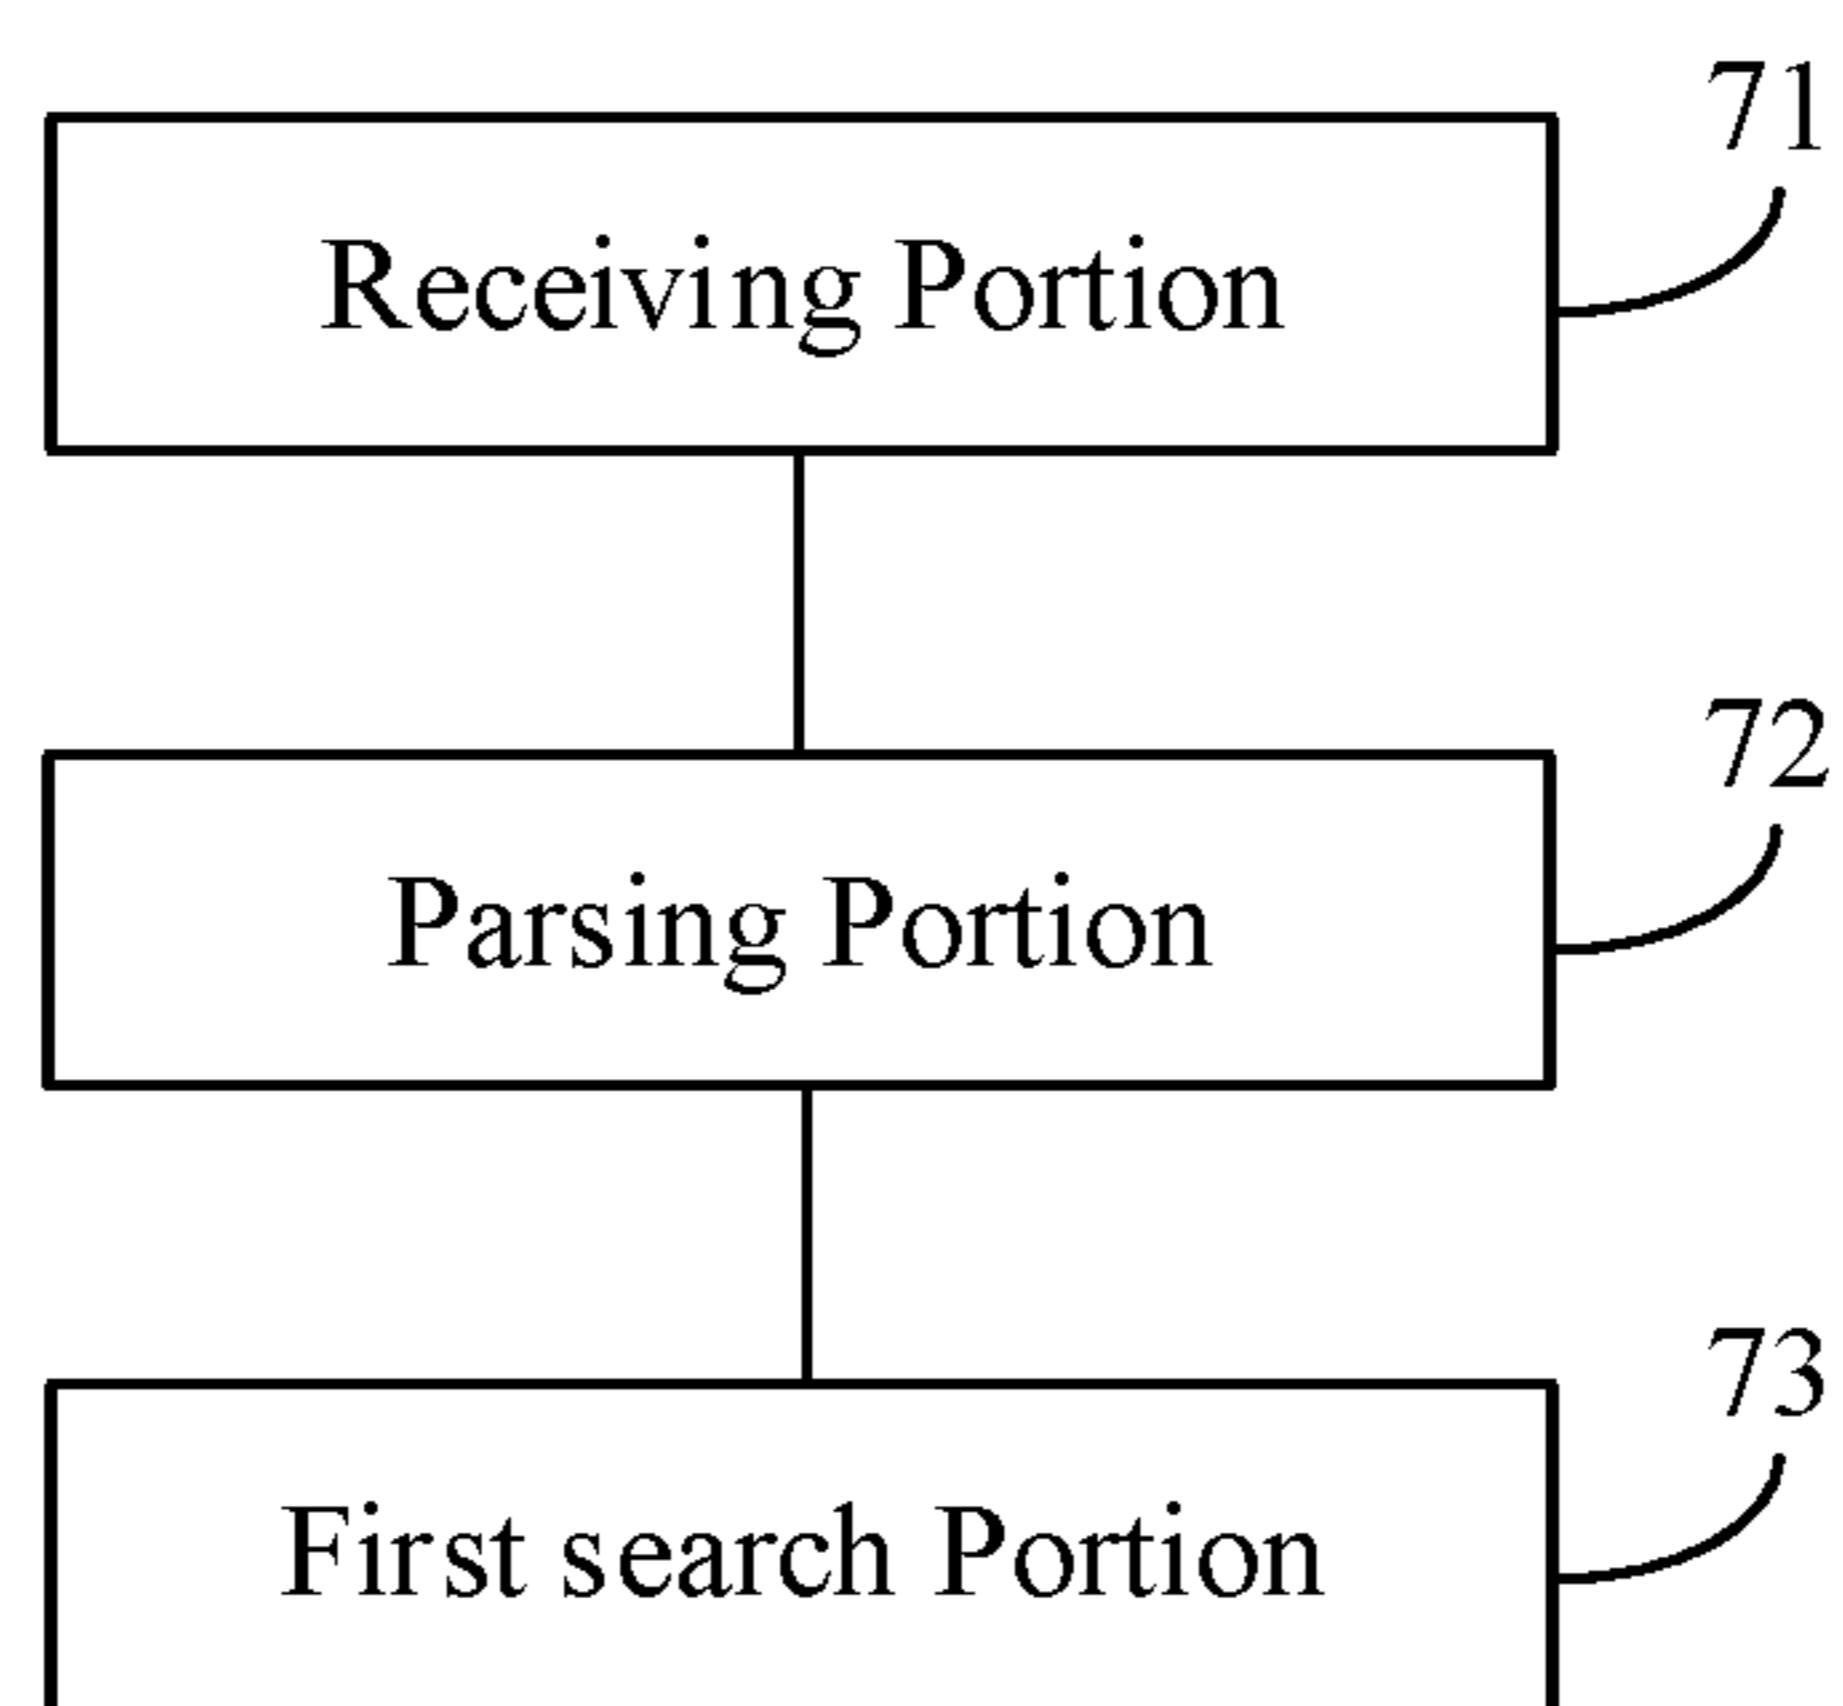 71
Receiving Portion
72
Parsing Portion
73
First search Portion